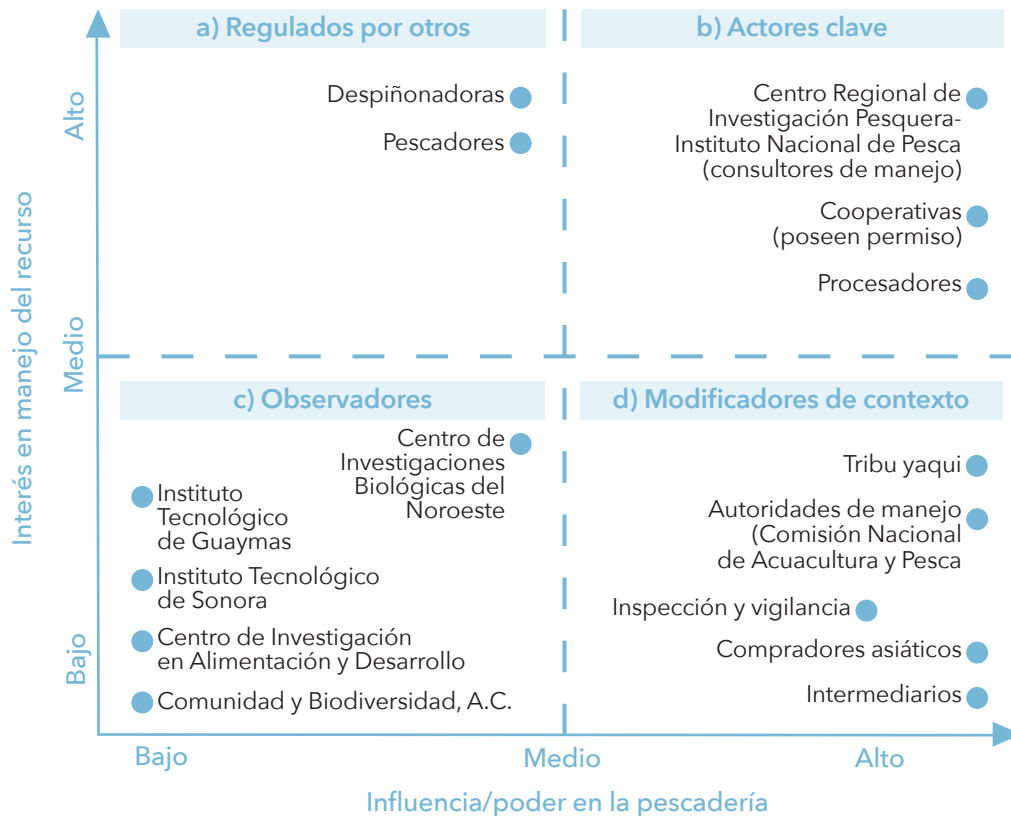 a) Regulados por otros
b) Actores clave
Despiñonadoras
Pescadores
Centro Regional de
Investigación Pesquera-
Instituto Nacional de Pesca
(consultores de manejo)
Cooperativas
(poseen permiso)
Procesadores
c) Observadores
d) Modificadores de contexto
Centro de
Investigaciones
Biológicas del
Noroeste
Instituto
Tecnológico
de Guaymas
Instituto Tecnológico
de Sonora
Centro de Investigación
en Alimentación y Desarrollo
Comunidad y Biodiversidad, A.C.
Tribu yaqui
Autoridades de manejo
(Comisión Nacional
de Acuacultura y Pesca
Inspección y vigilancia
Compradores asiáticos
Intermediarios
Interés en manejo del recurso
Alto
Medio
Bajo
Bajo
Medio
Alto
Influencia/poder en la pescadería